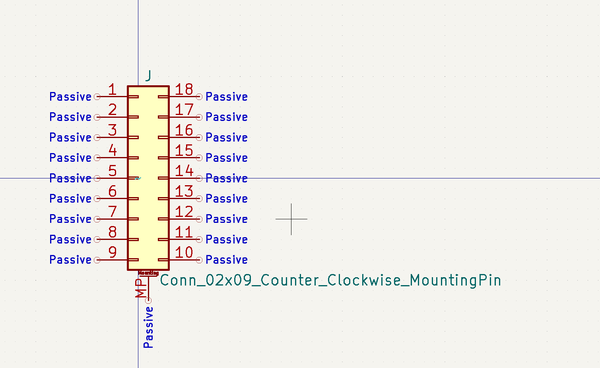 J
Passive 1 18 Passive
Passive 2 17 Passive
Passive 3 16 Passive
Passive 4 15 Passive
Passive 5 14 Passive
Passive 6 13 Passive
Passive 7 12 Passive
Passive 8 11 Passive
Passive 9 10 Passive
Mounting
MP
Conn_02x09_Counter_Clockwise_MountingPin
Passive